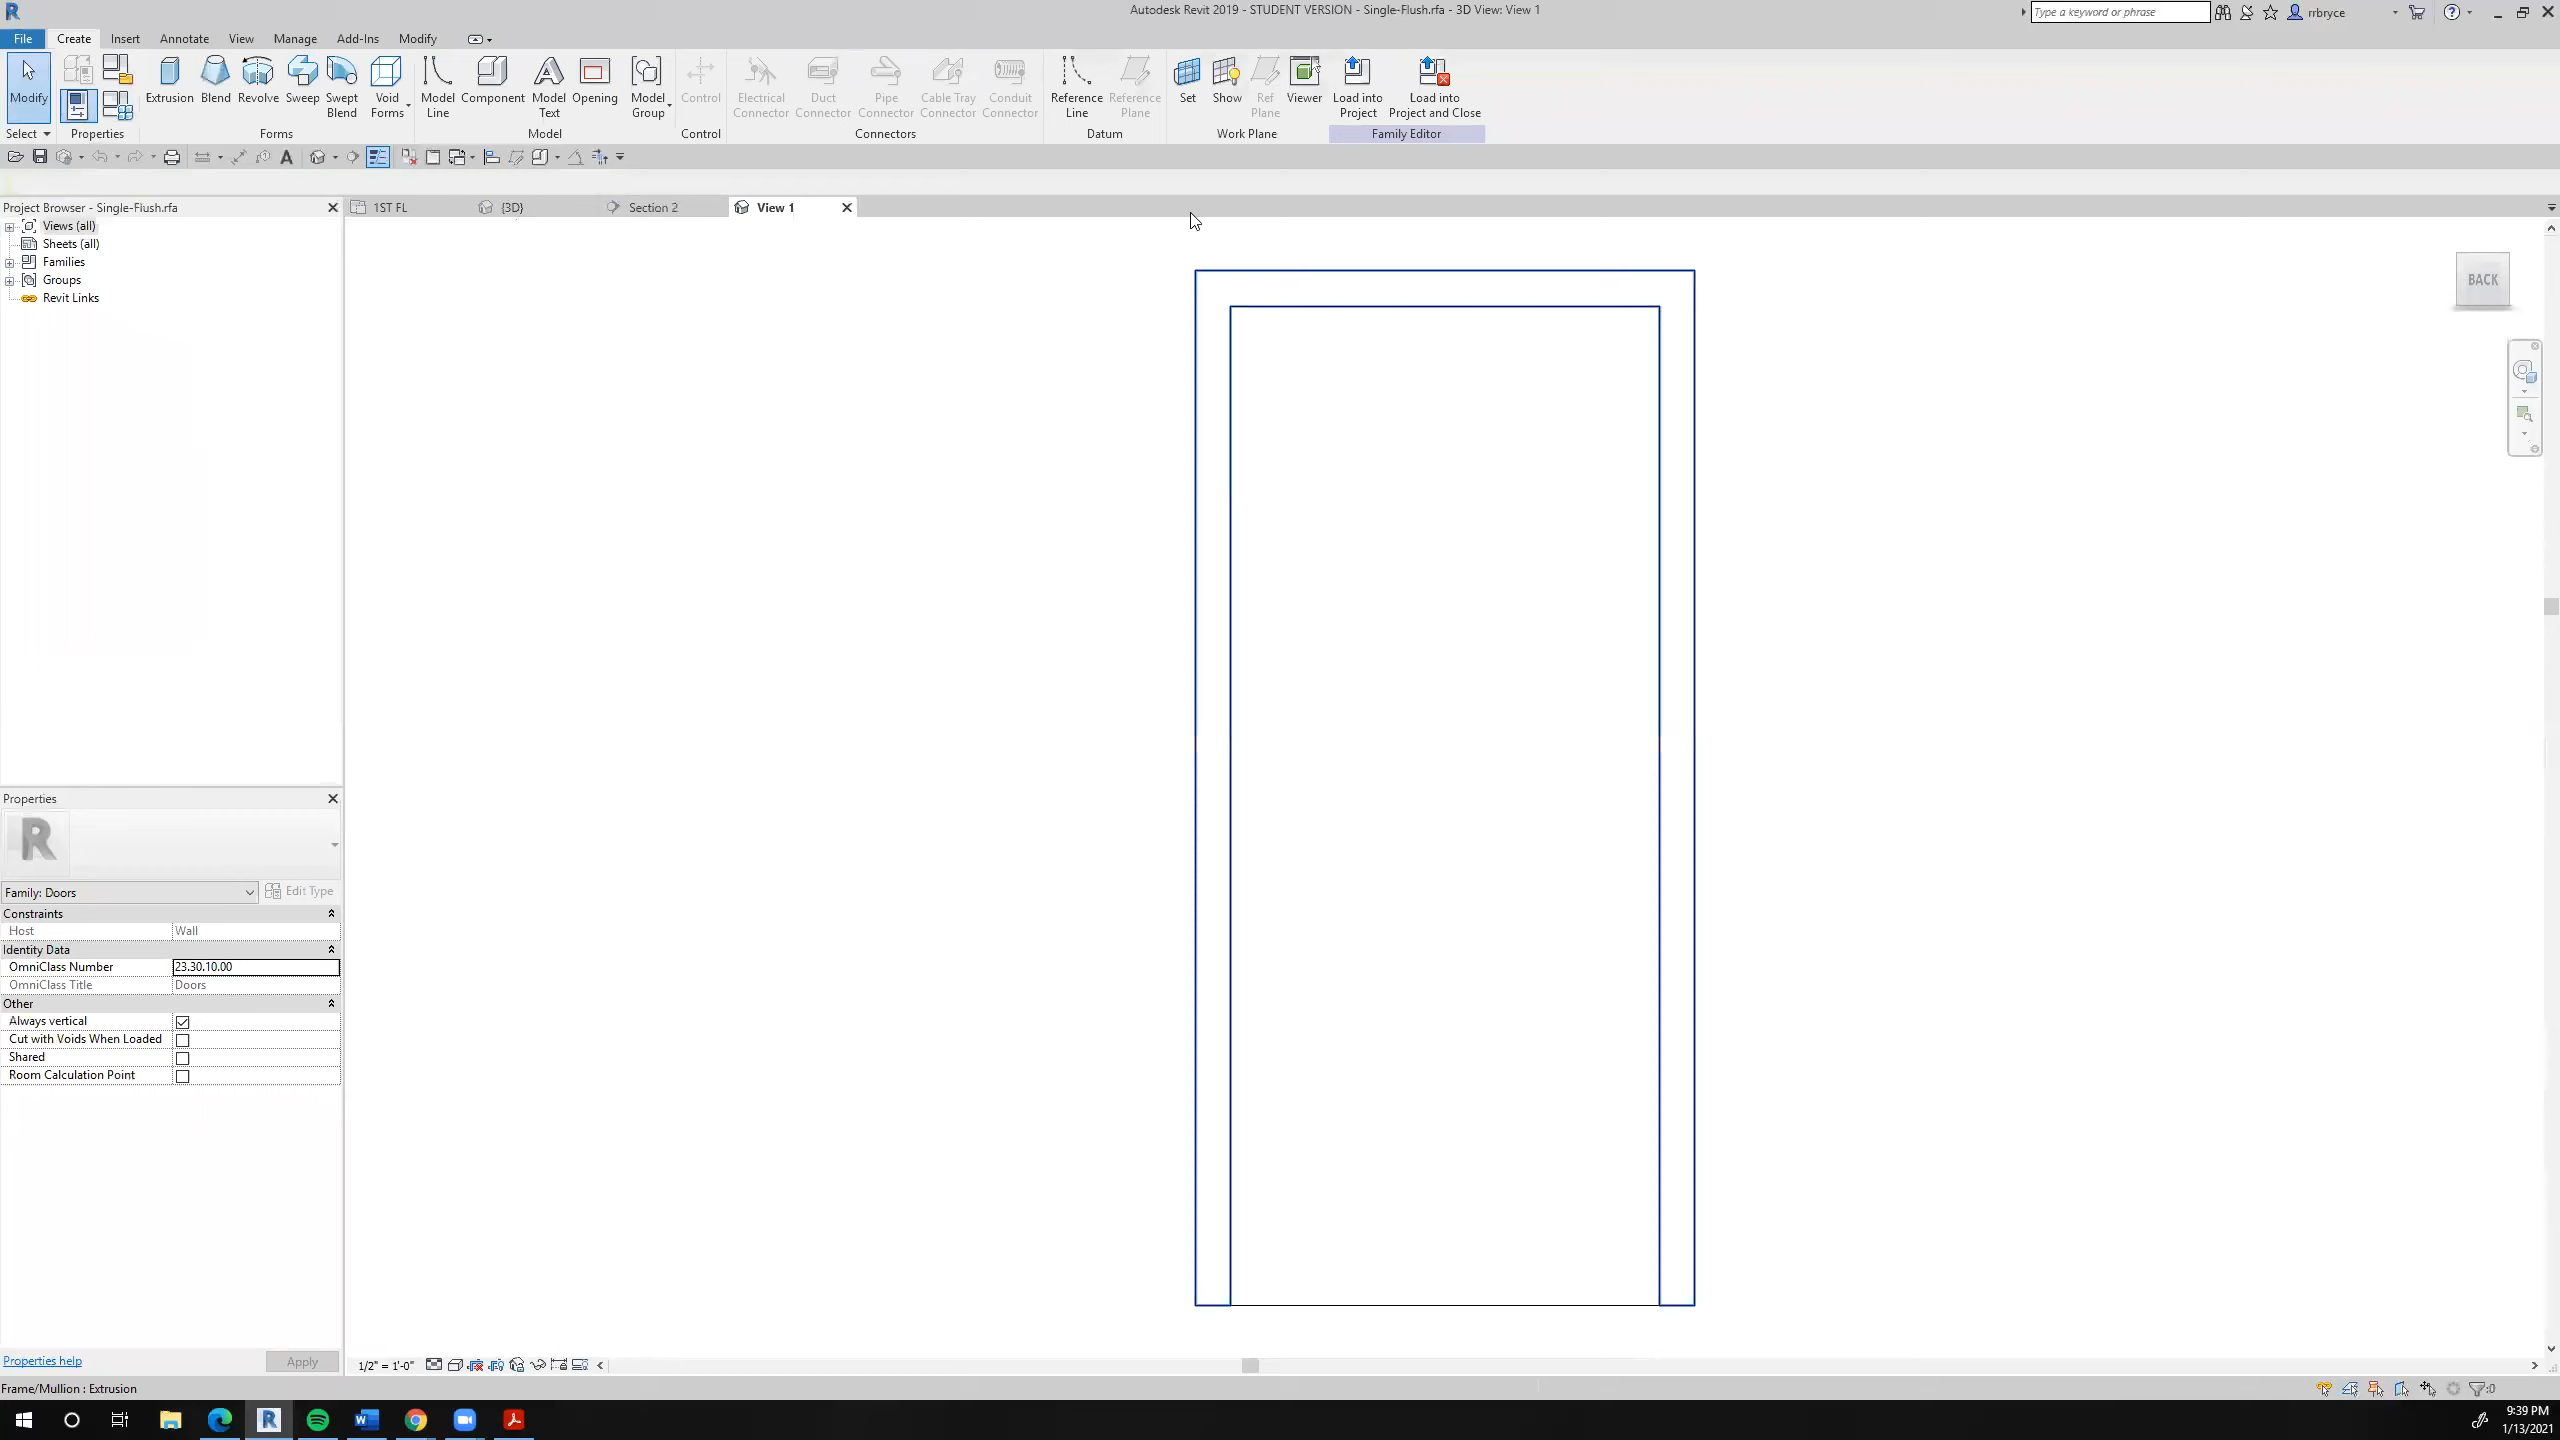 Autodesk Revit 2019 - STUDENT VERSION - Single-Flush.rfa - 3D View: View 1
Type a keyword or phrase
rrbryce
File Create Insert Annotate View Manage Add-Ins Modify
Modify
Extrusion Blend Revolve Sweep Swept Blend Void Forms
Model Line Component Model Text Opening Model Group
Control
Electrical Connector Duct Connector Pipe Connector Cable Tray Connector Conduit Connector
Reference Line Reference Plane
Set Show Ref Plane Viewer
Load into Project Load into Project and Close
Select Properties Forms Model Control Connectors Datum Work Plane Family Editor
Project Browser - Single-Flush.rfa
1ST FL {3D} Section 2 View 1
Views (all)
Sheets (all)
Families
Groups
Revit Links
BACK
Properties
R
Family: Doors Edit Type
Constraints
Host Wall
Identity Data
OmniClass Number 23.30.10.00
OmniClass Title Doors
Other
Always vertical
Cut with Voids When Loaded
Shared
Room Calculation Point
Properties help Apply
1/2" = 1'-0"
Frame/Mullion : Extrusion
:0
9:39 PM
1/13/2021